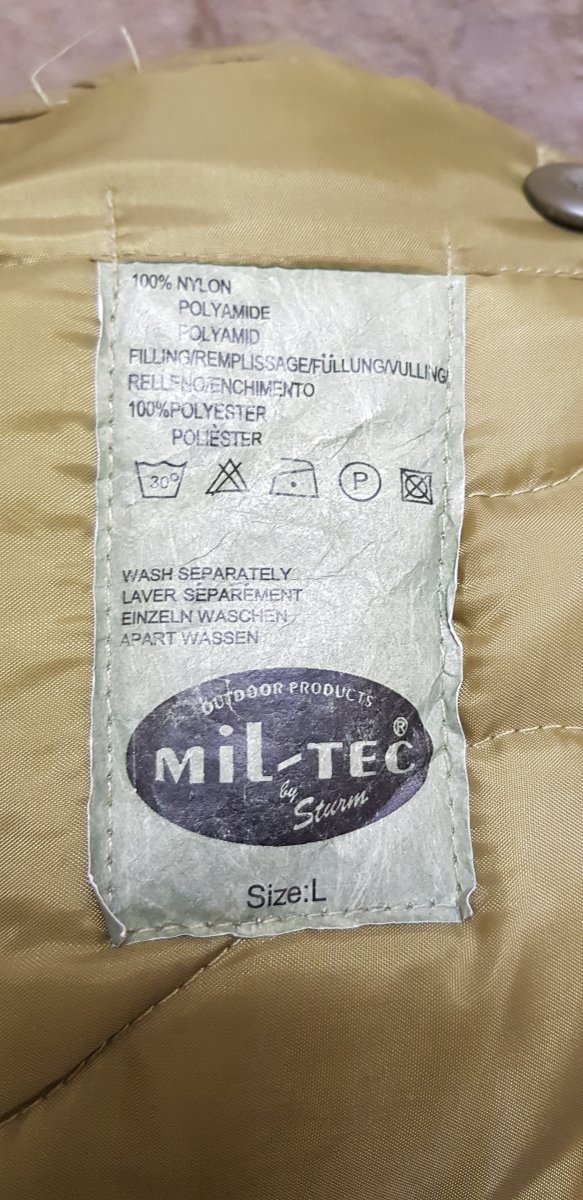 100% NYLON
POLYAMIDE
POLYAMID
FILLING/REMPLISSAGE/FÜLLUNG/VULLING/
RELLENO/ENCHIMENTO
100%POLYESTER
POLIÈSTER
30°
P
WASH SEPARATELY
LAVER SÉPARÉMENT
EINZELN WASCHEN
APART WASSEN
OUTDOOR PRODUCTS
MiL-TEC®
by Sturm
Size:L